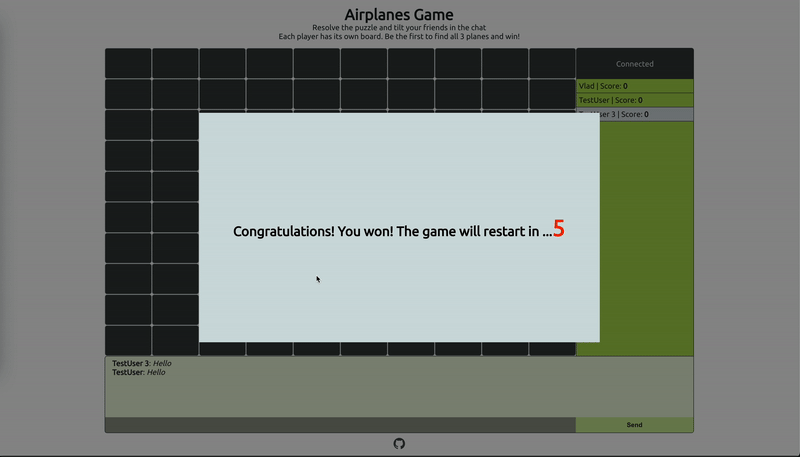 Airplanes Game
Resolve the puzzle and tilt your friends in the chat
Each player has its own board. Be the first to find all 3 planes and win!
Connected
Vlad | Score: 0
TestUser | Score: 0
ser 3 | Score: 0
Congratulations! You won! The game will restart in ...5
TestUser 3: Hello
TestUser: Hello
Send